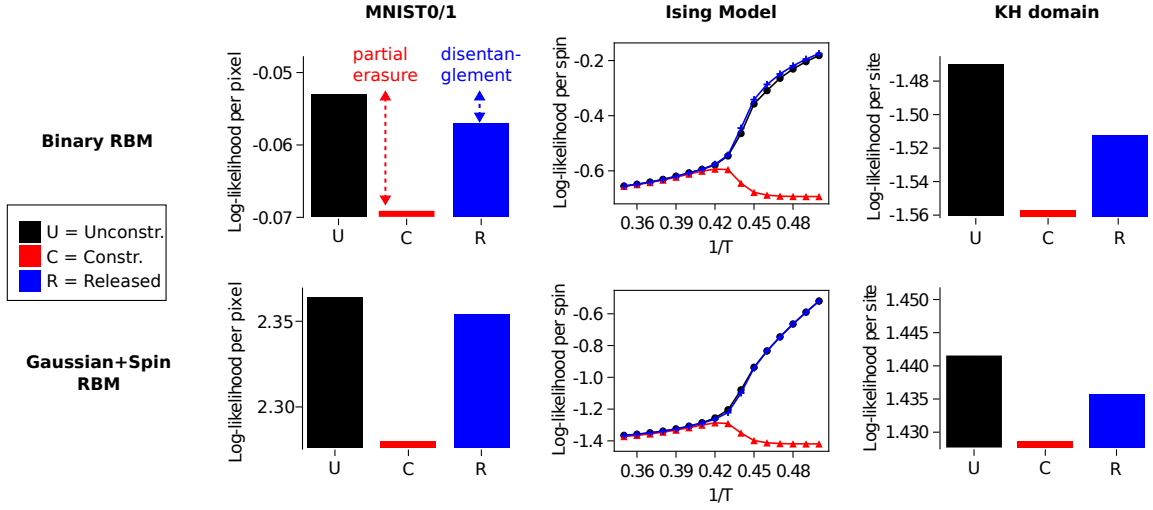 MNIST0/1
Ising Model
KH domain
Binary RBM
Log-likelihood per pixel
-0.05
-0.06
-0.07
partial
erasure
disentan-
glement
U
C
R
Log-likelihood per spin
-0.2
-0.4
-0.6
0.36
0.39
0.42
0.45
0.48
1/T
Log-likelihood per site
-1.48
-1.50
-1.52
-1.54
-1.56
U
C
R
U = Unconstr.
C = Constr.
R = Released
Gaussian+Spin
RBM
Log-likelihood per pixel
2.35
2.30
U
C
R
Log-likelihood per spin
-0.6
-0.8
-1.0
-1.2
-1.4
0.36
0.39
0.42
0.45
0.48
1/T
Log-likelihood per site
1.450
1.445
1.440
1.435
1.430
U
C
R